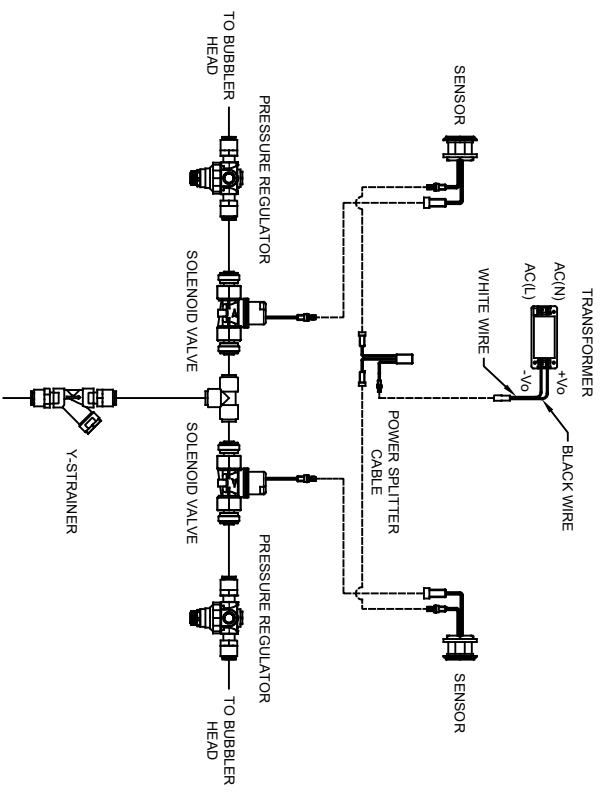 TRANSFORMER
AC(N)
AC(L)
+Vo
-Vo
WHITE WIRE
BLACK WIRE
SENSOR
SENSOR
POWER SPLITTER
CABLE
PRESSURE REGULATOR
SOLENOID VALVE
SOLENOID VALVE
PRESSURE REGULATOR
TO BUBBLER
HEAD
TO BUBBLER
HEAD
Y-STRAINER